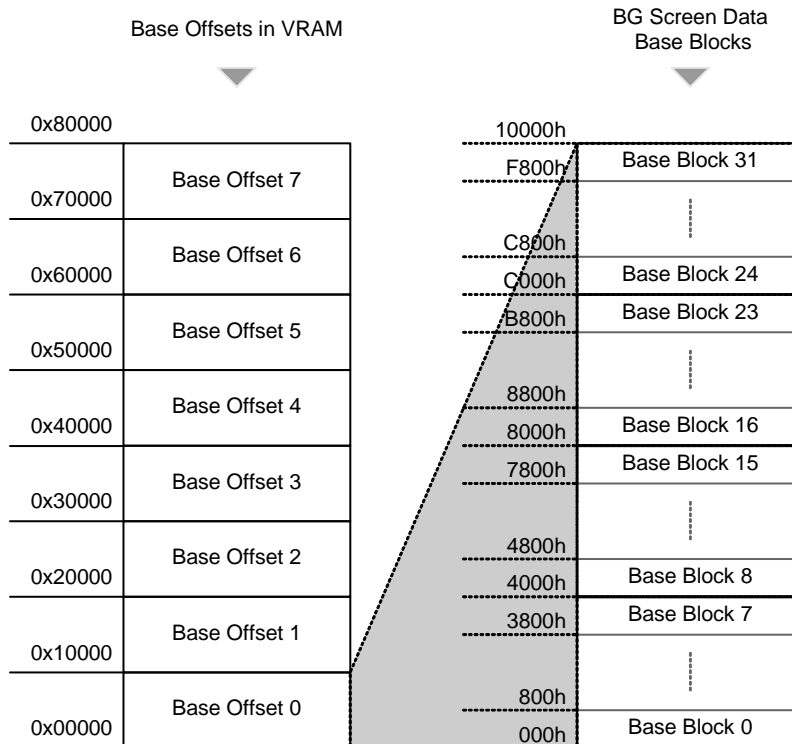 Base Offsets in VRAM
BG Screen Data
Base Blocks
0x80000
Base Offset 7
0x70000
Base Offset 6
0x60000
Base Offset 5
0x50000
Base Offset 4
0x40000
Base Offset 3
0x30000
Base Offset 2
0x20000
Base Offset 1
0x10000
Base Offset 0
0x00000
10000h
Base Block 31
F800h
C800h
Base Block 24
C000h
Base Block 23
B800h
8800h
Base Block 16
8000h
Base Block 15
7800h
4800h
Base Block 8
4000h
Base Block 7
3800h
800h
Base Block 0
000h